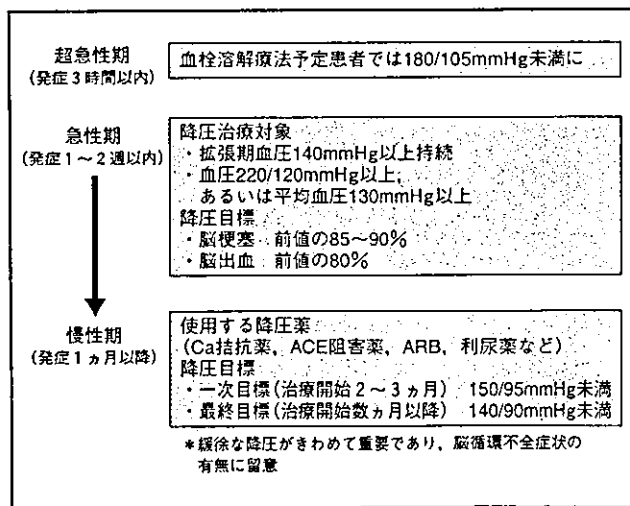 超急性期
(発症3時間以内)
血栓溶解療法予定患者では180/105mmHg未満に
急性期
(発症1〜2週以内)
降圧治療対象
・拡張期血圧140mmHg以上持続
・血圧220/120mmHg以上;
あるいは平均血圧130mmHg以上
降圧目標
・脳梗塞 前値の85〜90%
・脳出血 前値の80%
慢性期
(発症1ヵ月以降)
使用する降圧薬
(Ca拮抗薬,ACE阻害薬,ARB,利尿薬など)
降圧目標
・一次目標(治療開始2〜3ヵ月) 150/95mmHg未満
・最終目標(治療開始数ヵ月以降) 140/90mmHg未満
*緩徐な降圧がきわめて重要であり,脳循環不全症状の
有無に留意